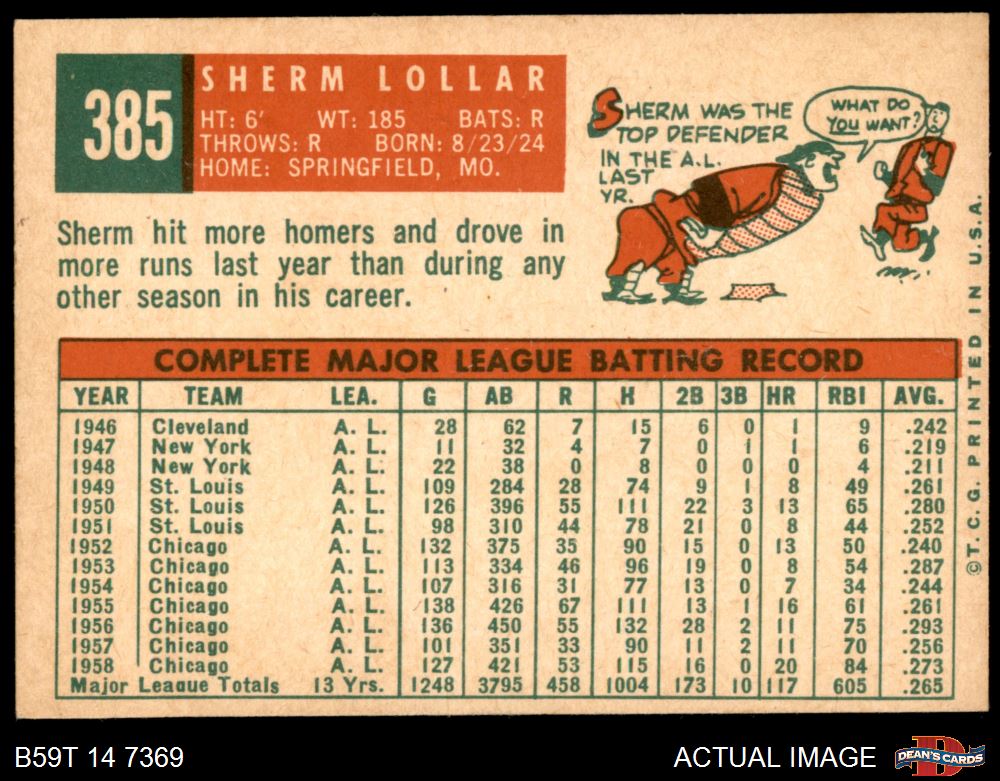 385
SHERM LOLLAR
HT: 6' WT: 185 BATS: R
THROWS: R BORN: 8/23/24
HOME: SPRINGFIELD, MO.
Sherm hit more homers and drove in
more runs last year than during any
other season in his career.
SHERM WAS THE
TOP DEFENDER
IN THE A.L.
LAST
YR.
WHAT DO
YOU WANT?
COMPLETE MAJOR LEAGUE BATTING RECORD
YEAR TEAM LEA. G AB R H 2B 3B HR RBI AVG.
1946 Cleveland A. L. 28 62 7 15 6 0 1 9 .242
1947 New York A. L. 11 32 4 7 0 1 1 6 .219
1948 New York A. L. 22 38 0 8 0 0 0 4 .211
1949 St. Louis A. L. 109 284 28 74 9 1 8 49 .261
1950 St. Louis A. L. 126 396 55 111 22 3 13 65 .280
1951 St. Louis A. L. 98 310 44 78 21 0 8 44 .252
1952 Chicago A. L. 132 375 35 90 15 0 13 50 .240
1953 Chicago A. L. 113 334 46 96 19 0 8 54 .287
1954 Chicago A. L. 107 316 31 77 13 0 7 34 .244
1955 Chicago A. L. 138 426 67 111 13 1 16 61 .261
1956 Chicago A. L. 136 450 55 132 28 2 11 75 .293
1957 Chicago A. L. 101 351 33 90 11 2 11 70 .256
1958 Chicago A. L. 127 421 53 115 16 0 20 84 .273
Major League Totals 13 Yrs. 1248 3795 458 1004 173 10 117 605 .265
©T.C.G. PRINTED IN U.S.A.
B59T 14 7369
ACTUAL IMAGE
DEAN'S CARDS